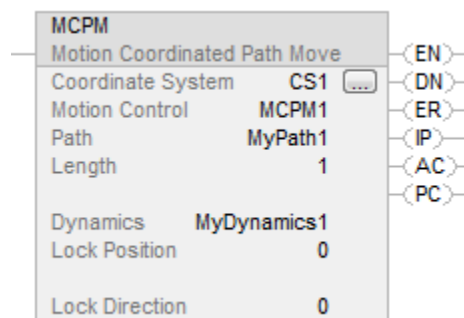 MCPM
Motion Coordinated Path Move
Coordinate System CS1 ...
Motion Control MCPM1
Path MyPath1
Length 1
Dynamics MyDynamics1
Lock Position 0
Lock Direction 0
EN
DN
ER
IP
AC
PC